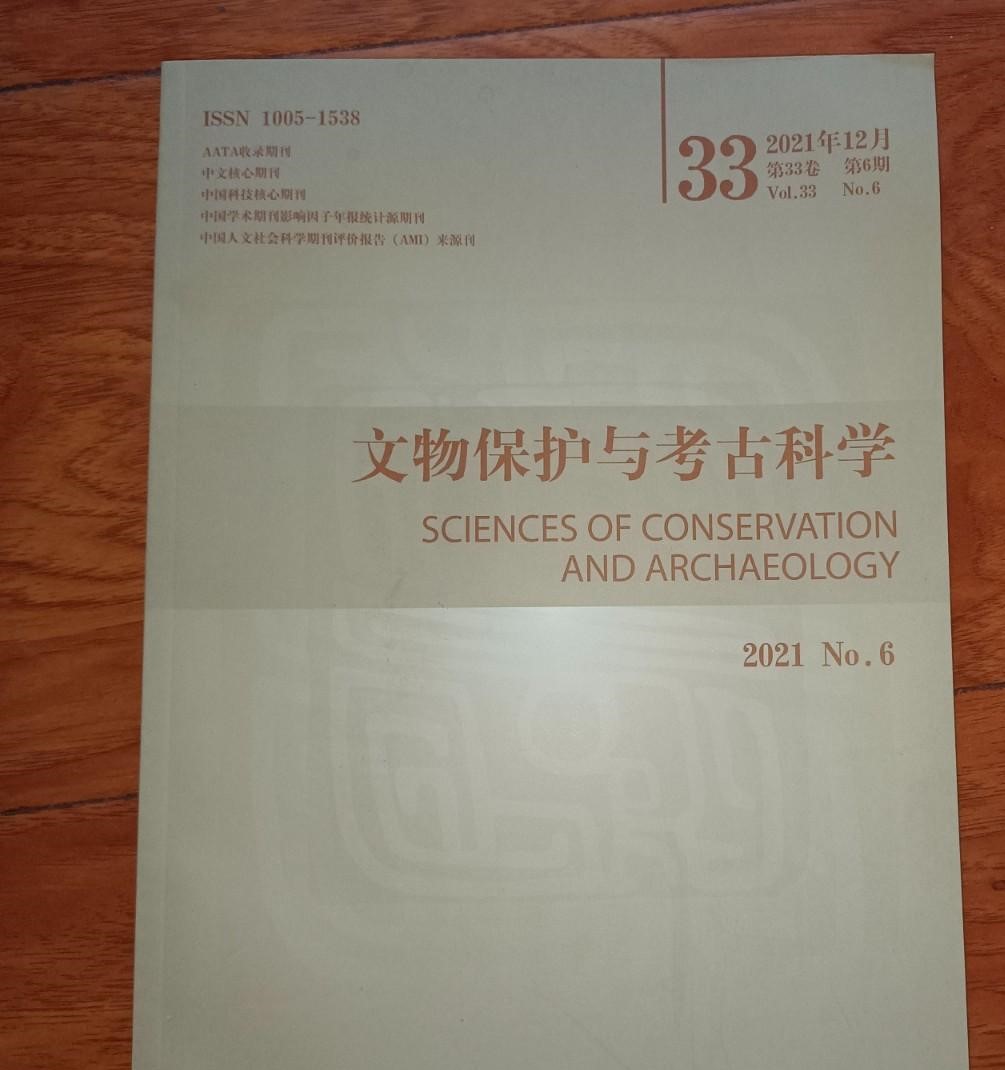 ISSN 1005-1538
AATA收录期刊
中文核心期刊
中国科技核心期刊
中国学术期刊影响因子年报统计源期刊
中国人文社会科学期刊评价报告（AMI）来源刊
33
2021年12月
第33卷 第6期
Vol.33 No.6
文物保护与考古科学
SCIENCES OF CONSERVATION
AND ARCHAEOLOGY
2021 No.6